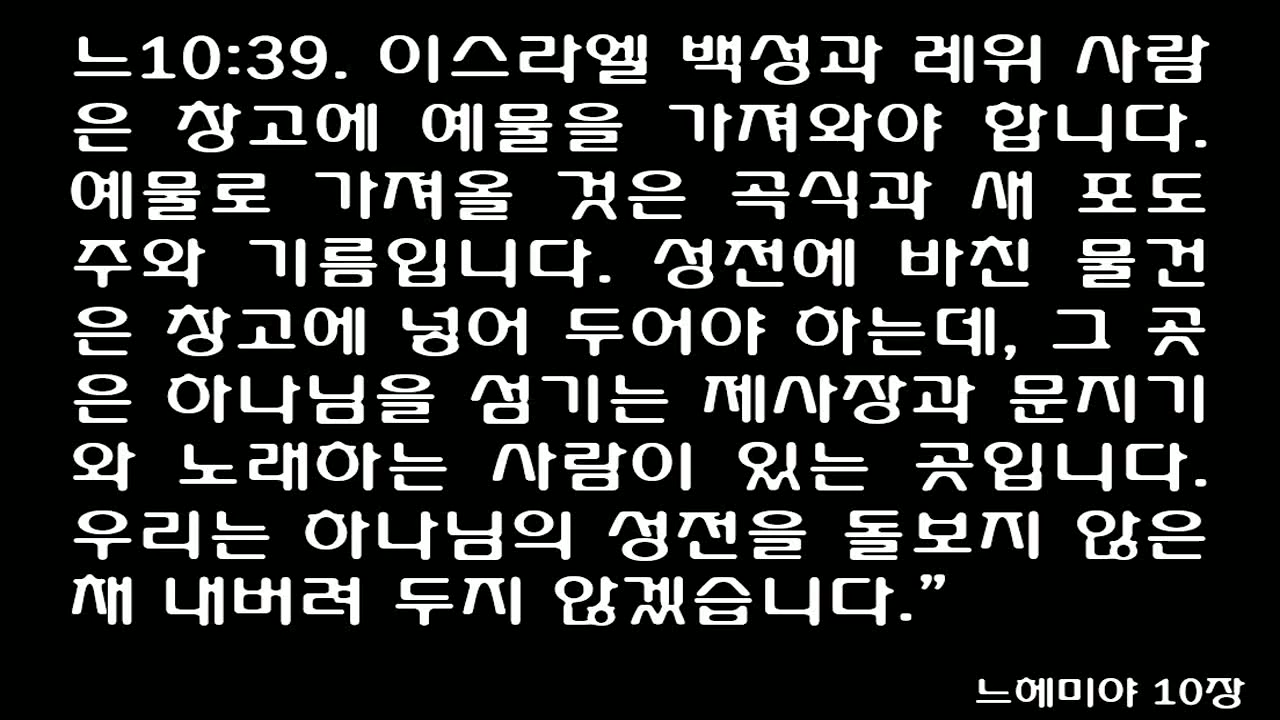 느10:39. 이스라엘 백성과 레위 사람
은 창고에 예물을 가져와야 합니다.
예물로 가져올 것은 곡식과 새 포도
주와 기름입니다. 성전에 바친 물건
은 창고에 넣어 두어야 하는데, 그 곳
은 하나님을 섬기는 제사장과 문지기
와 노래하는 사람이 있는 곳입니다.
우리는 하나님의 성전을 돌보지 않은
채 내버려 두지 않겠습니다.”
느헤미야 10장